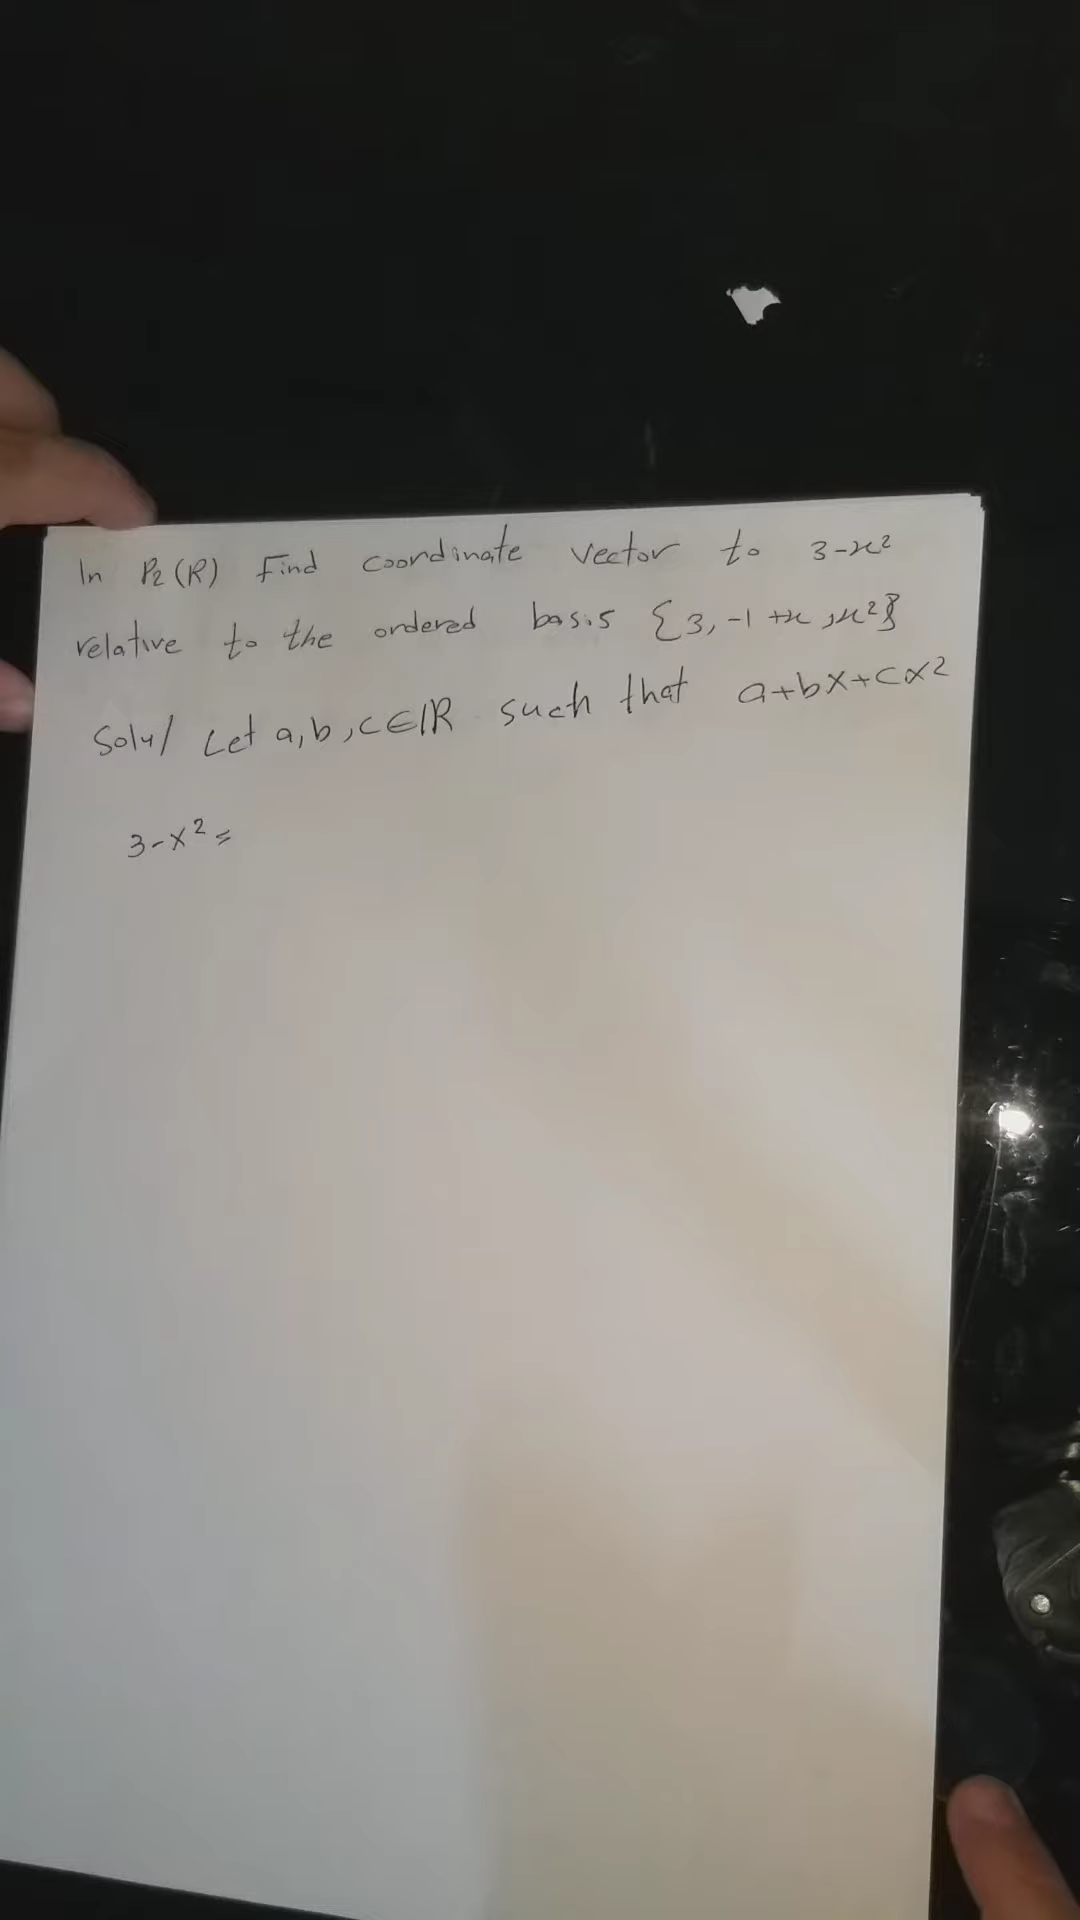 In P2 (R) Find coordinate vector to 3-x²
relative to the ordered basis {3, -1 +x , x²}
Solu/ Let a, b, c ∈ IR such that a+bx+cx²
3-x² =